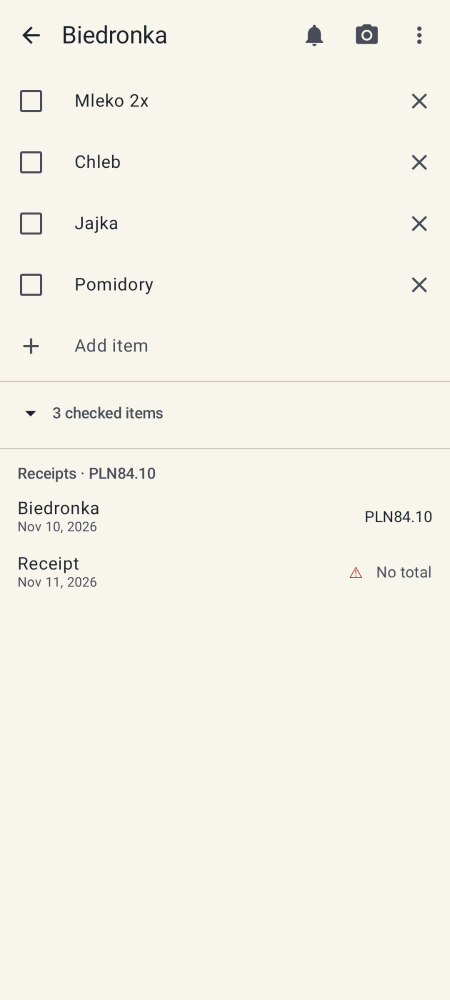 Biedronka
Mleko 2x
Chleb
Jajka
Pomidory
Add item
3 checked items
Receipts · PLN84.10
Biedronka
PLN84.10
Nov 10, 2026
Receipt
⚠ No total
Nov 11, 2026